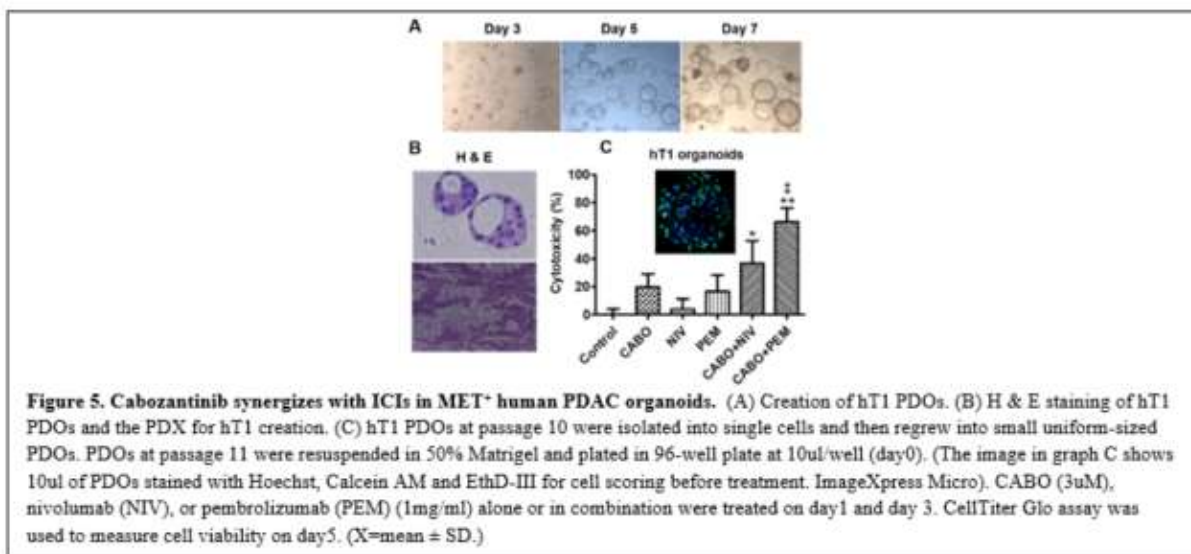 A
Day 3 Day 5 Day 7
B C
H & E hT1 organoids
Cytotoxicity (%)
100
80
60
40
20
0
*
‡
**
Control CABO NIV PEM CABO+NIV CABO+PEM
Figure 5. Cabozantinib synergizes with ICIs in MET⁺ human PDAC organoids. (A) Creation of hT1 PDOs. (B) H & E staining of hT1
PDOs and the PDX for hT1 creation. (C) hT1 PDOs at passage 10 were isolated into single cells and then regrew into small uniform-sized
PDOs. PDOs at passage 11 were resuspended in 50% Matrigel and plated in 96-well plate at 10ul/well (day0). (The image in graph C shows
10ul of PDOs stained with Hoechst, Calcein AM and EthD-III for cell scoring before treatment. ImageXpress Micro). CABO (3uM),
nivolumab (NIV), or pembrolizumab (PEM) (1mg/ml) alone or in combination were treated on day1 and day 3. CellTiter Glo assay was
used to measure cell viability on day5. (X=mean ± SD.)